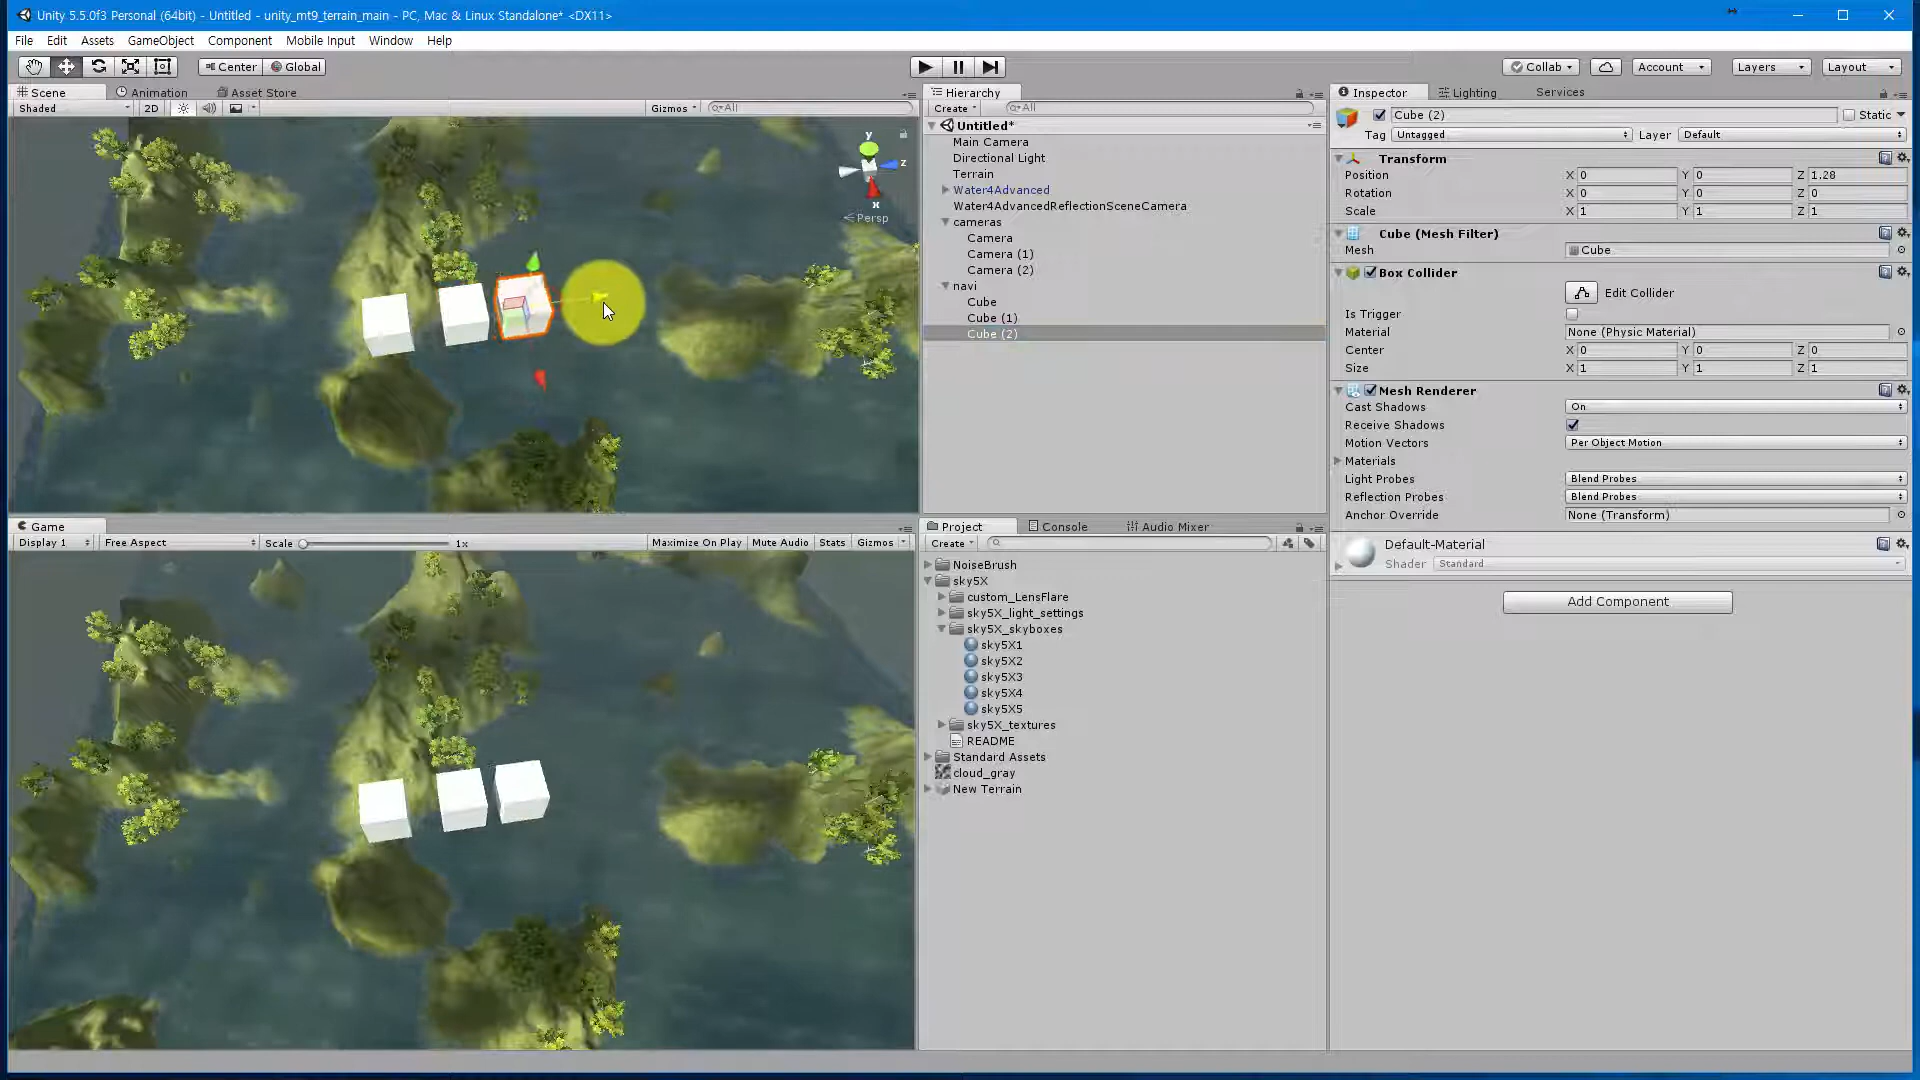 Unity 5.5.0f3 Personal (64bit) - Untitled - unity_mt9_terrain_main - PC, Mac & Linux Standalone* <DX11>
File Edit Assets GameObject Component Mobile Input Window Help
Center Global Collab Account Layers Layout
Scene Animation Asset Store
Shaded 2D Gizmos All
y
z
x
Persp
Hierarchy
Create All
Untitled*
Main Camera
Directional Light
Terrain
Water4Advanced
Water4AdvancedReflectionSceneCamera
cameras
Camera
Camera (1)
Camera (2)
navi
Cube
Cube (1)
Cube (2)
Inspector Lighting Services
Cube (2) Static
Tag Untagged Layer Default
Transform
Position X 0 Y 0 Z 1.28
Rotation X 0 Y 0 Z 0
Scale X 1 Y 1 Z 1
Cube (Mesh Filter)
Mesh Cube
Box Collider
Edit Collider
Is Trigger
Material None (Physic Material)
Center X 0 Y 0 Z 0
Size X 1 Y 1 Z 1
Mesh Renderer
Cast Shadows On
Receive Shadows
Motion Vectors Per Object Motion
Materials
Light Probes Blend Probes
Reflection Probes Blend Probes
Anchor Override None (Transform)
Default-Material
Shader Standard
Add Component
Game
Display 1 Free Aspect Scale 1x Maximize On Play Mute Audio Stats Gizmos
Project Console Audio Mixer
Create
NoiseBrush
sky5X
custom_LensFlare
sky5X_light_settings
sky5X_skyboxes
sky5X1
sky5X2
sky5X3
sky5X4
sky5X5
sky5X_textures
README
Standard Assets
cloud_gray
New Terrain